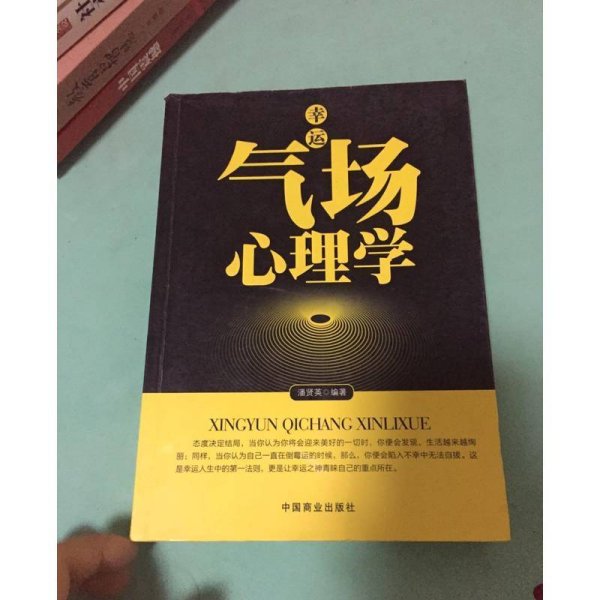 幸运
气场
心理学
潘贤英 编著
XINGYUN QICHANG XINLIXUE
态度决定结局，当你认为你将会迎来美好的一切时，你便会发现，生活越来越绚
丽；同样，当你认为自己一直在倒霉运的时候，那么，你便会陷入不幸中无法自拔。这
是幸运人生中的第一法则，更是让幸运之神青睐自己的重点所在。
中国商业出版社